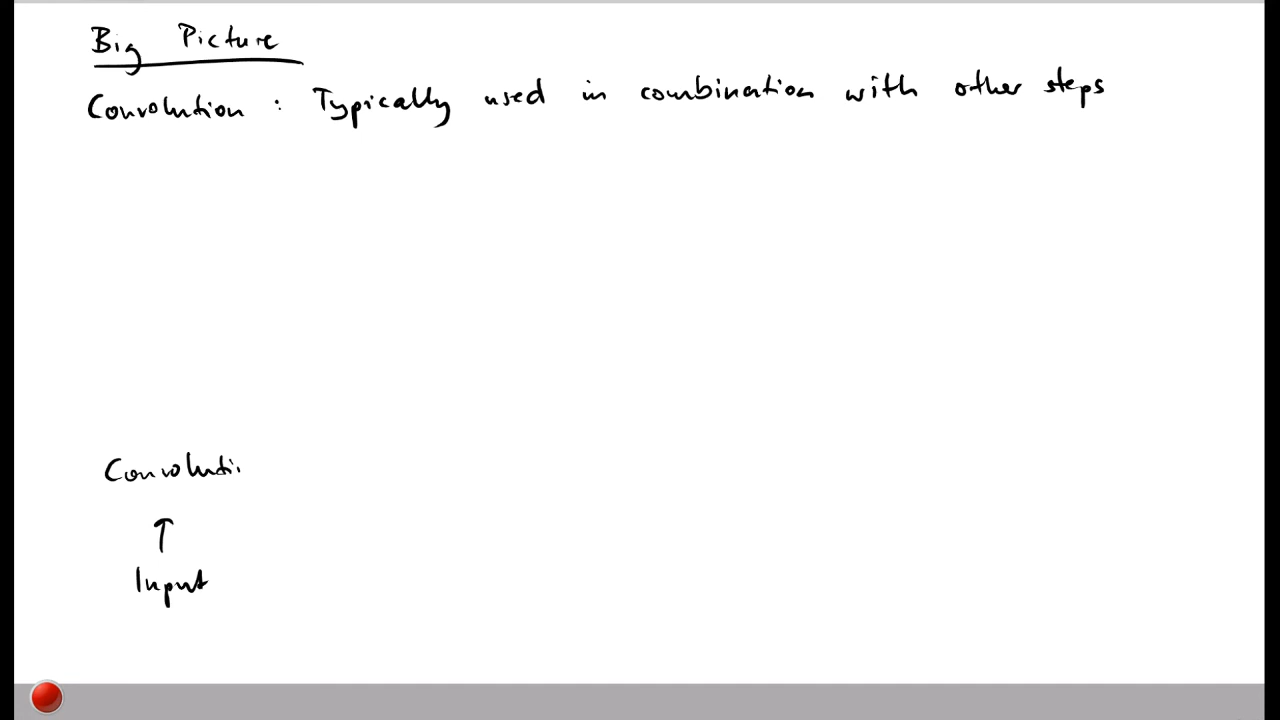 Big Picture
Convolution : Typically used in combination with other steps
Convoluti
↑
Input